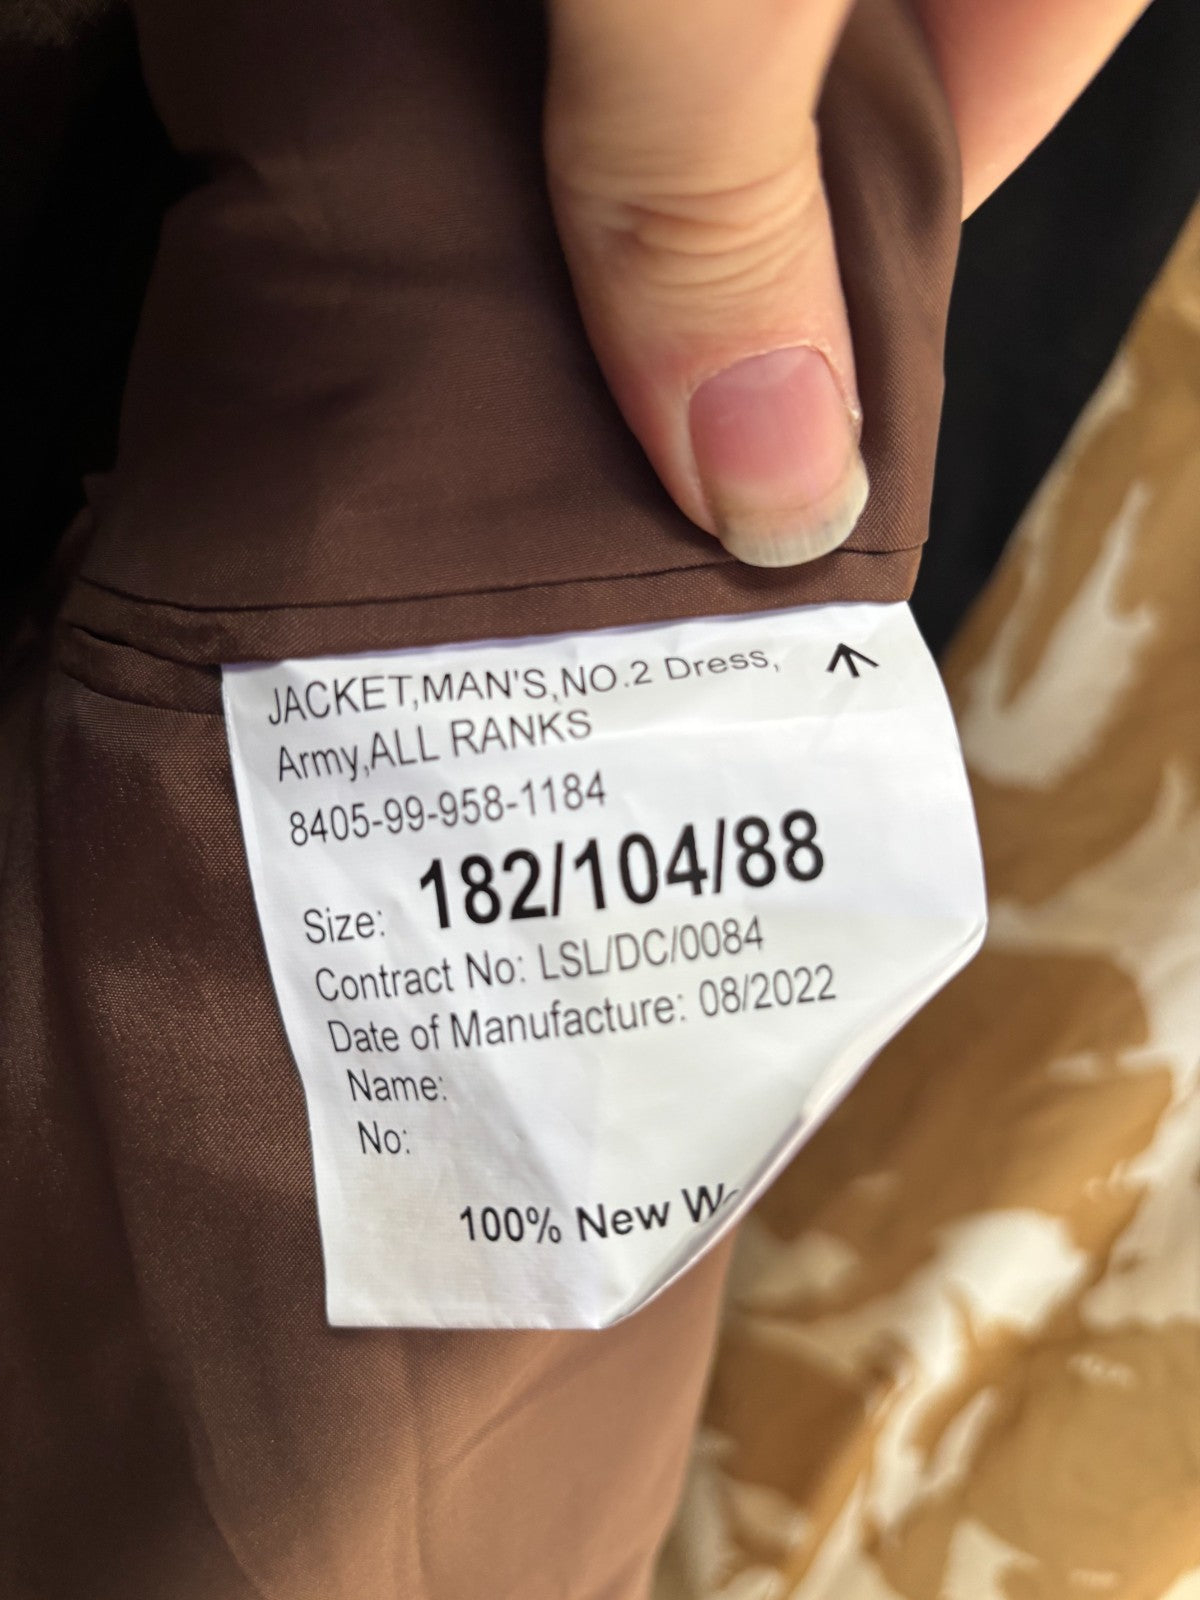 JACKET,MAN'S,NO.2 Dress,
Army,ALL RANKS
8405-99-958-1184
Size: 182/104/88
Contract No: LSL/DC/0084
Date of Manufacture: 08/2022
Name:
No:
100% New